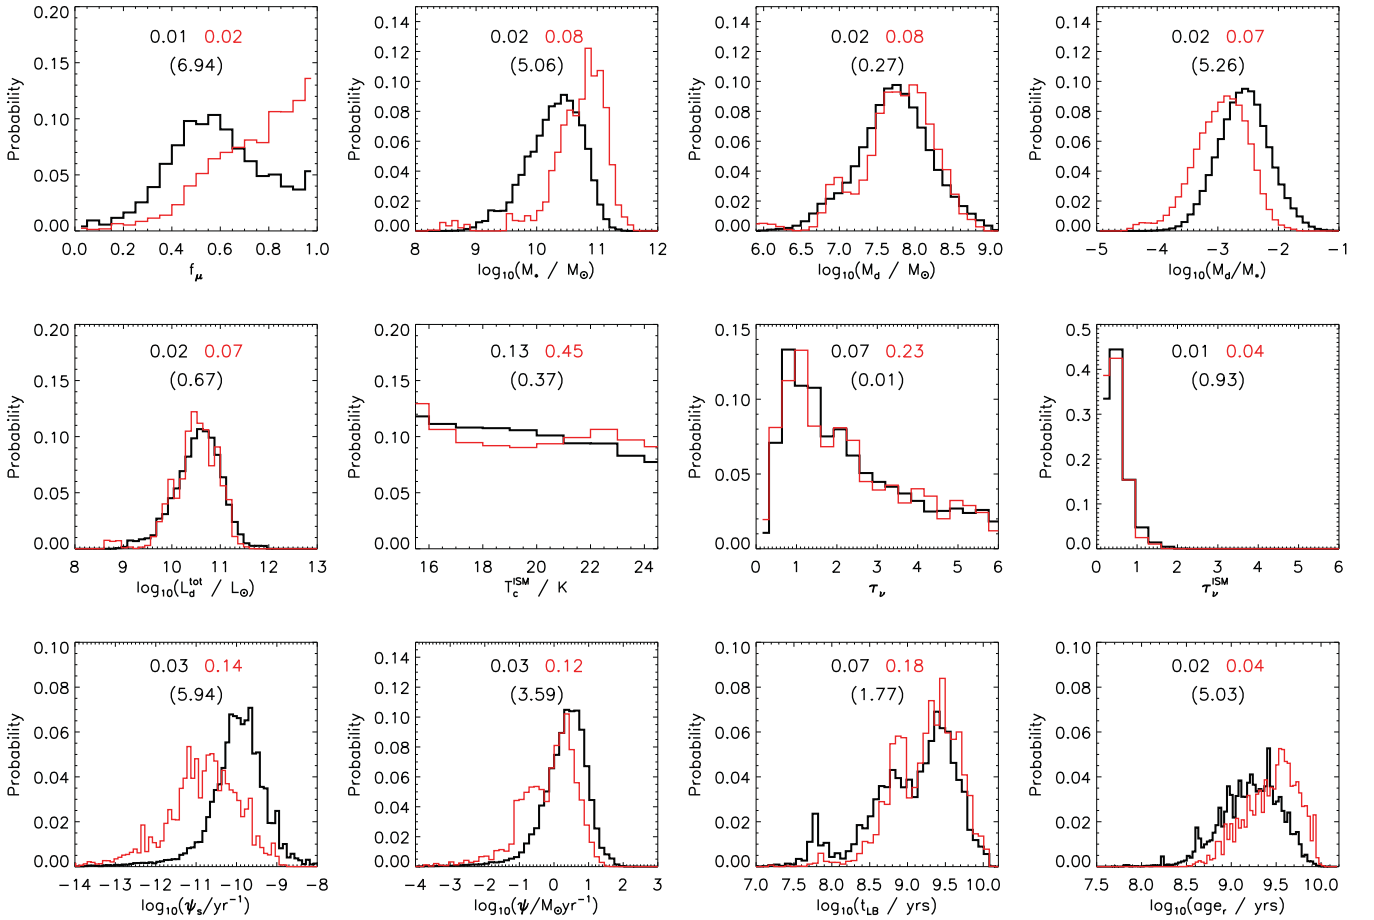 0.20
0.15
0.10
0.05
0.00
Probability
0.01 0.02
(6.94)
0.0 0.2 0.4 0.6 0.8 1.0
f_μ
0.14
0.12
0.10
0.08
0.06
0.04
0.02
0.00
Probability
0.02 0.08
(5.06)
8 9 10 11 12
log₁₀(M⁎ / M⊙)
0.14
0.12
0.10
0.08
0.06
0.04
0.02
0.00
Probability
0.02 0.08
(0.27)
6.0 6.5 7.0 7.5 8.0 8.5 9.0
log₁₀(M_d / M⊙)
0.14
0.12
0.10
0.08
0.06
0.04
0.02
0.00
Probability
0.02 0.07
(5.26)
−5 −4 −3 −2 −1
log₁₀(M_d/M⁎)
0.20
0.15
0.10
0.05
0.00
Probability
0.02 0.07
(0.67)
8 9 10 11 12 13
log₁₀(L_d^tot / L⊙)
0.20
0.15
0.10
0.05
0.00
Probability
0.13 0.45
(0.37)
16 18 20 22 24
T_c^ISM / K
0.15
0.10
0.05
0.00
Probability
0.07 0.23
(0.01)
0 1 2 3 4 5 6
τ_ν
0.5
0.4
0.3
0.2
0.1
0.0
Probability
0.01 0.04
(0.93)
0 1 2 3 4 5 6
τ_ν^ISM
0.10
0.08
0.06
0.04
0.02
0.00
Probability
0.03 0.14
(5.94)
−14 −13 −12 −11 −10 −9 −8
log₁₀(ψ_s/yr⁻¹)
0.14
0.12
0.10
0.08
0.06
0.04
0.02
0.00
Probability
0.03 0.12
(3.59)
−4 −3 −2 −1 0 1 2 3
log₁₀(ψ/M⊙yr⁻¹)
0.10
0.08
0.06
0.04
0.02
0.00
Probability
0.07 0.18
(1.77)
7.0 7.5 8.0 8.5 9.0 9.5 10.0
log₁₀(t_LB / yrs)
0.10
0.08
0.06
0.04
0.02
0.00
Probability
0.02 0.04
(5.03)
7.5 8.0 8.5 9.0 9.5 10.0
log₁₀(age_r / yrs)